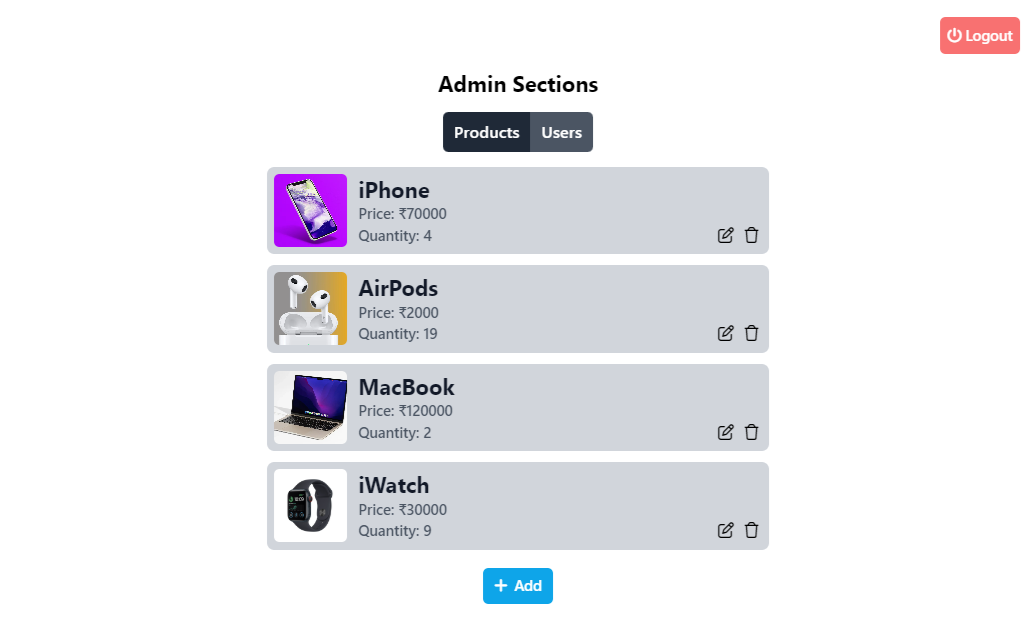 Logout
Admin Sections
Products Users
iPhone
Price: ₹70000
Quantity: 4
AirPods
Price: ₹2000
Quantity: 19
MacBook
Price: ₹120000
Quantity: 2
iWatch
Price: ₹30000
Quantity: 9
+ Add